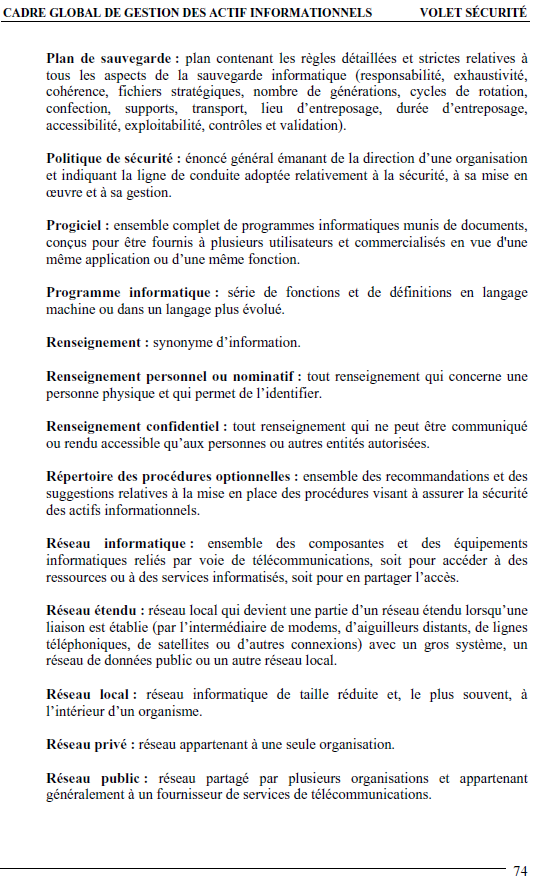 CADRE GLOBAL DE GESTION DES ACTIF INFORMATIONNELS VOLET SÉCURITÉ
Plan de sauvegarde : plan contenant les règles détaillées et strictes relatives à
tous les aspects de la sauvegarde informatique (responsabilité, exhaustivité,
cohérence, fichiers stratégiques, nombre de générations, cycles de rotation,
confection, supports, transport, lieu d’entreposage, durée d’entreposage,
accessibilité, exploitabilité, contrôles et validation).
Politique de sécurité : énoncé général émanant de la direction d’une organisation
et indiquant la ligne de conduite adoptée relativement à la sécurité, à sa mise en
œuvre et à sa gestion.
Progiciel : ensemble complet de programmes informatiques munis de documents,
conçus pour être fournis à plusieurs utilisateurs et commercialisés en vue d'une
même application ou d’une même fonction.
Programme informatique : série de fonctions et de définitions en langage
machine ou dans un langage plus évolué.
Renseignement : synonyme d’information.
Renseignement personnel ou nominatif : tout renseignement qui concerne une
personne physique et qui permet de l’identifier.
Renseignement confidentiel : tout renseignement qui ne peut être communiqué
ou rendu accessible qu’aux personnes ou autres entités autorisées.
Répertoire des procédures optionnelles : ensemble des recommandations et des
suggestions relatives à la mise en place des procédures visant à assurer la sécurité
des actifs informationnels.
Réseau informatique : ensemble des composantes et des équipements
informatiques reliés par voie de télécommunications, soit pour accéder à des
ressources ou à des services informatisés, soit pour en partager l’accès.
Réseau étendu : réseau local qui devient une partie d’un réseau étendu lorsqu’une
liaison est établie (par l’intermédiaire de modems, d’aiguilleurs distants, de lignes
téléphoniques, de satellites ou d’autres connexions) avec un gros système, un
réseau de données public ou un autre réseau local.
Réseau local : réseau informatique de taille réduite et, le plus souvent, à
l’intérieur d’un organisme.
Réseau privé : réseau appartenant à une seule organisation.
Réseau public : réseau partagé par plusieurs organisations et appartenant
généralement à un fournisseur de services de télécommunications.
74